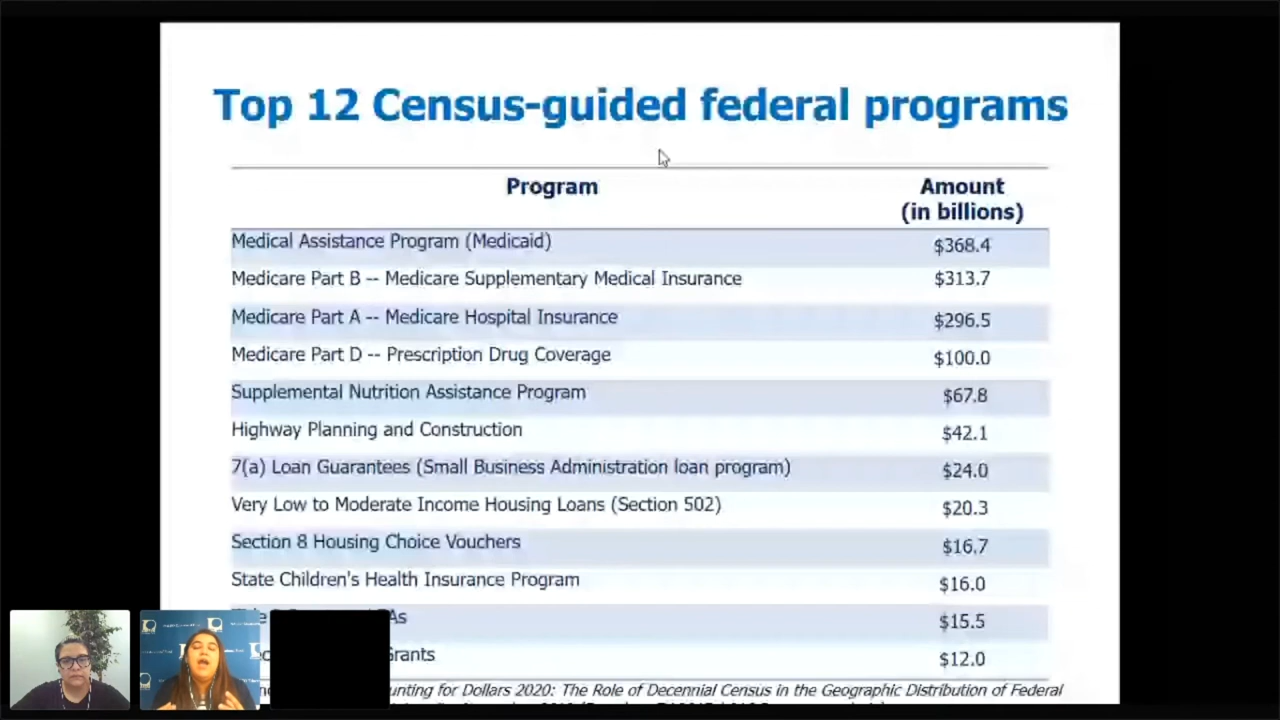 Top 12 Census-guided federal programs
Program Amount
(in billions)
Medical Assistance Program (Medicaid) $368.4
Medicare Part B -- Medicare Supplementary Medical Insurance $313.7
Medicare Part A -- Medicare Hospital Insurance $296.5
Medicare Part D -- Prescription Drug Coverage $100.0
Supplemental Nutrition Assistance Program $67.8
Highway Planning and Construction $42.1
7(a) Loan Guarantees (Small Business Administration loan program) $24.0
Very Low to Moderate Income Housing Loans (Section 502) $20.3
Section 8 Housing Choice Vouchers $16.7
State Children's Health Insurance Program $16.0
$15.5
Grants $12.0
Dollars 2020: The Role of Decennial Census in the Geographic Distribution of Federal